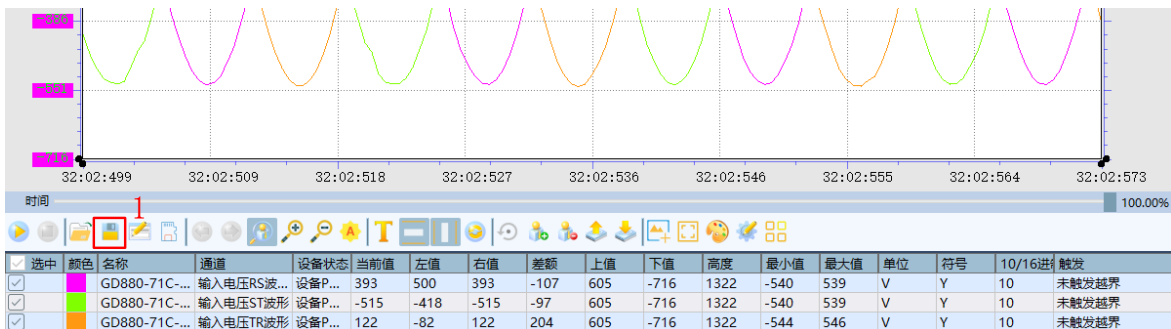 -386
-551
-716
32:02:499 32:02:509 32:02:518 32:02:527 32:02:536 32:02:546 32:02:555 32:02:564 32:02:573
时间 100.00%
1
A T
选中 颜色 名称 通道 设备状态 当前值 左值 右值 差额 上值 下值 高度 最小值 最大值 单位 符号 10/16进 触发
GD880-71C-... 输入电压RS波... 设备P... 393 500 393 -107 605 -716 1322 -540 539 V Y 10 未触发越界
GD880-71C-... 输入电压ST波形 设备P... -515 -418 -515 -97 605 -716 1322 -540 539 V Y 10 未触发越界
GD880-71C-... 输入电压TR波形 设备P... 122 -82 122 204 605 -716 1322 -544 546 V Y 10 未触发越界